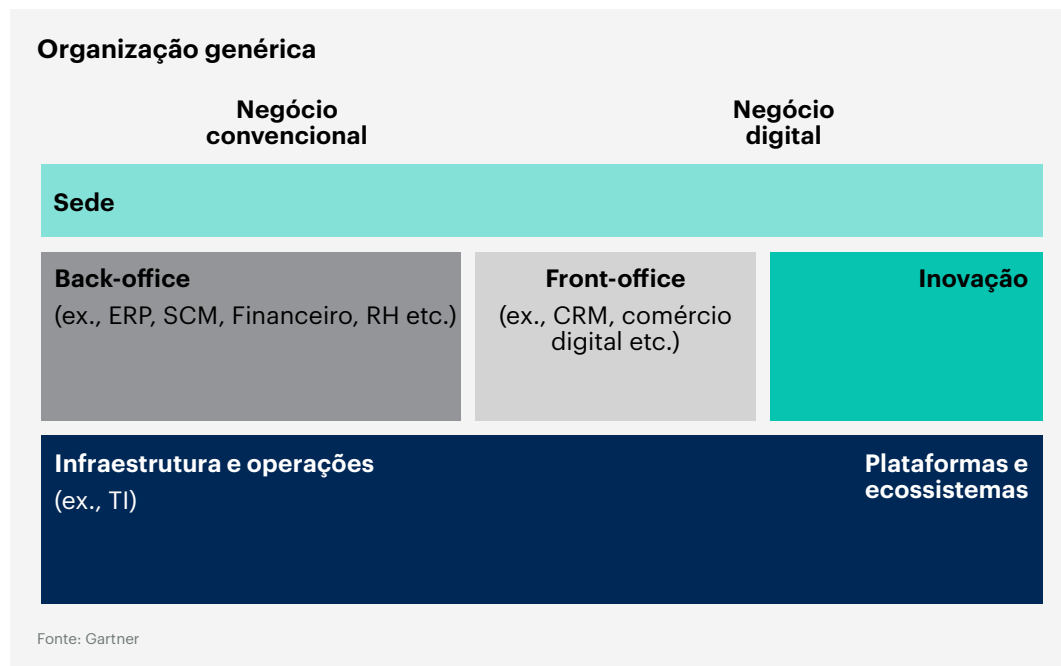 Organização genérica
Negócio
convencional
Negócio
digital
Sede
Back-office
(ex., ERP, SCM, Financeiro, RH etc.)
Front-office
(ex., CRM, comércio
digital etc.)
Inovação
Infraestrutura e operações
(ex., TI)
Plataformas e
ecossistemas
Fonte: Gartner